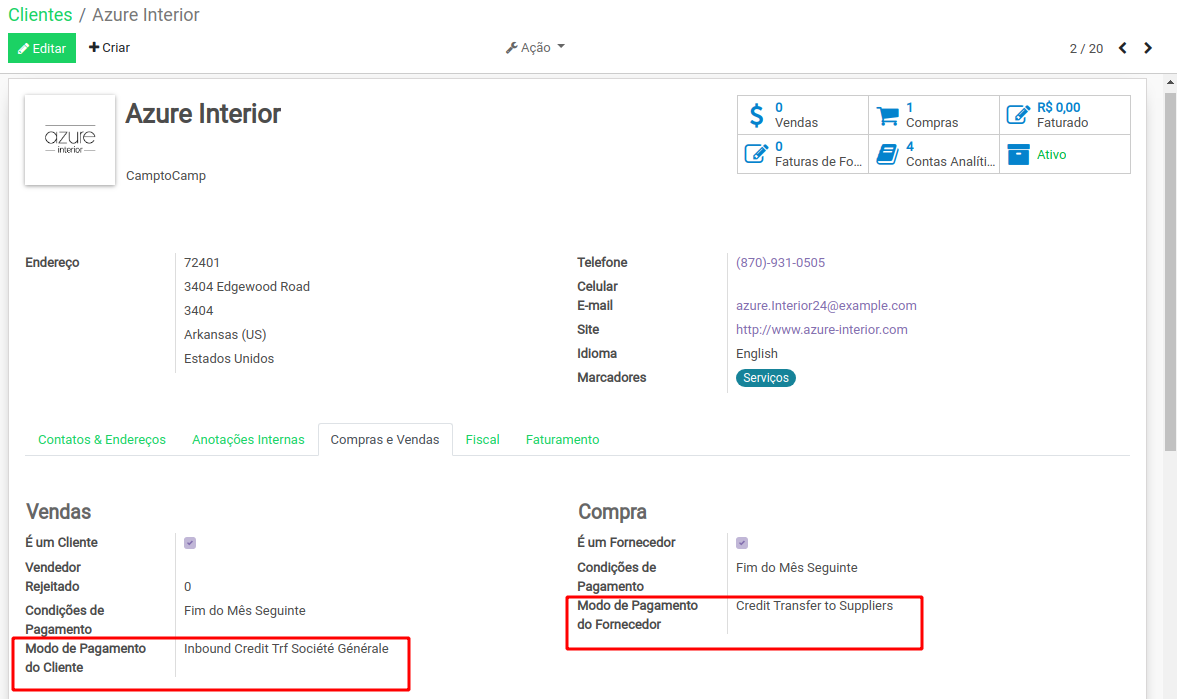 Clientes / Azure Interior
Editar
Criar
Ação
2 / 20
azure
interior
Azure Interior
CamptoCamp
0
Vendas
1
Compras
R$ 0,00
Faturado
0
Faturas de Fo...
4
Contas Analíti...
Ativo
Endereço
72401
3404 Edgewood Road
3404
Arkansas (US)
Estados Unidos
Telefone
(870)-931-0505
Celular
E-mail
azure.Interior24@example.com
Site
http://www.azure-interior.com
Idioma
English
Marcadores
Serviços
Contatos & Endereços
Anotações Internas
Compras e Vendas
Fiscal
Faturamento
Vendas
É um Cliente
Vendedor
Rejeitado
0
Condições de
Pagamento
Fim do Mês Seguinte
Modo de Pagamento
do Cliente
Inbound Credit Trf Société Générale
Compra
É um Fornecedor
Condições de
Pagamento
Fim do Mês Seguinte
Modo de Pagamento
do Fornecedor
Credit Transfer to Suppliers